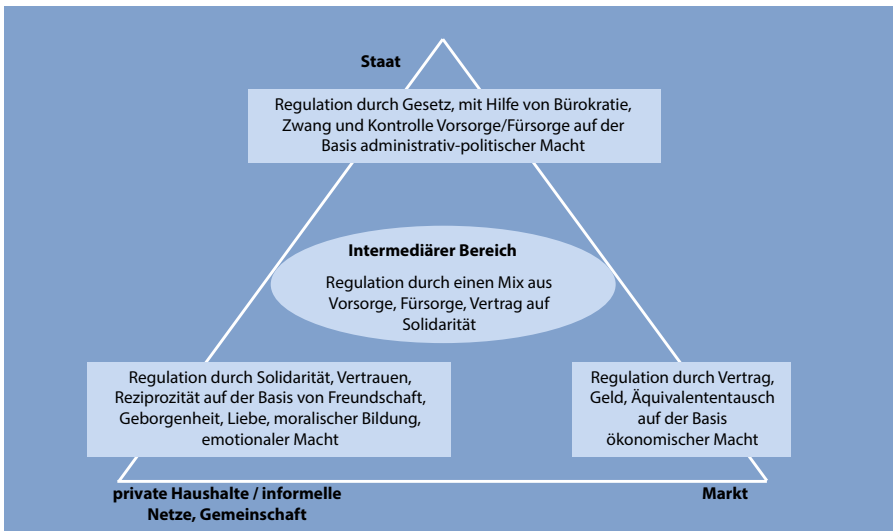 Staat
Regulation durch Gesetz, mit Hilfe von Bürokratie,
Zwang und Kontrolle Vorsorge/Fürsorge auf der
Basis administrativ-politischer Macht
Intermediärer Bereich
Regulation durch einen Mix aus
Vorsorge, Fürsorge, Vertrag auf
Solidarität
Regulation durch Solidarität, Vertrauen,
Reziprozität auf der Basis von Freundschaft,
Geborgenheit, Liebe, moralischer Bildung,
emotionaler Macht
Regulation durch Vertrag,
Geld, Äquivalententausch
auf der Basis
ökonomischer Macht
private Haushalte / informelle
Netze, Gemeinschaft
Markt